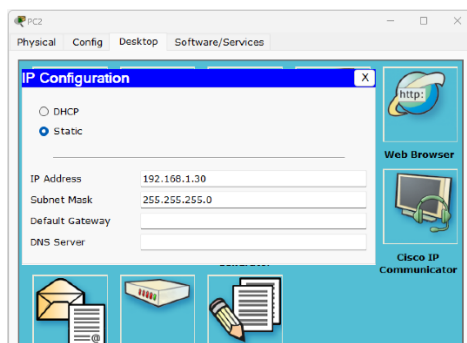 PC2
Physical Config Desktop Software/Services
IP Configuration X
DHCP
Static
http:
Web Browser
IP Address 192.168.1.30
Subnet Mask 255.255.255.0
Default Gateway
DNS Server
Cisco IP
Communicator
@